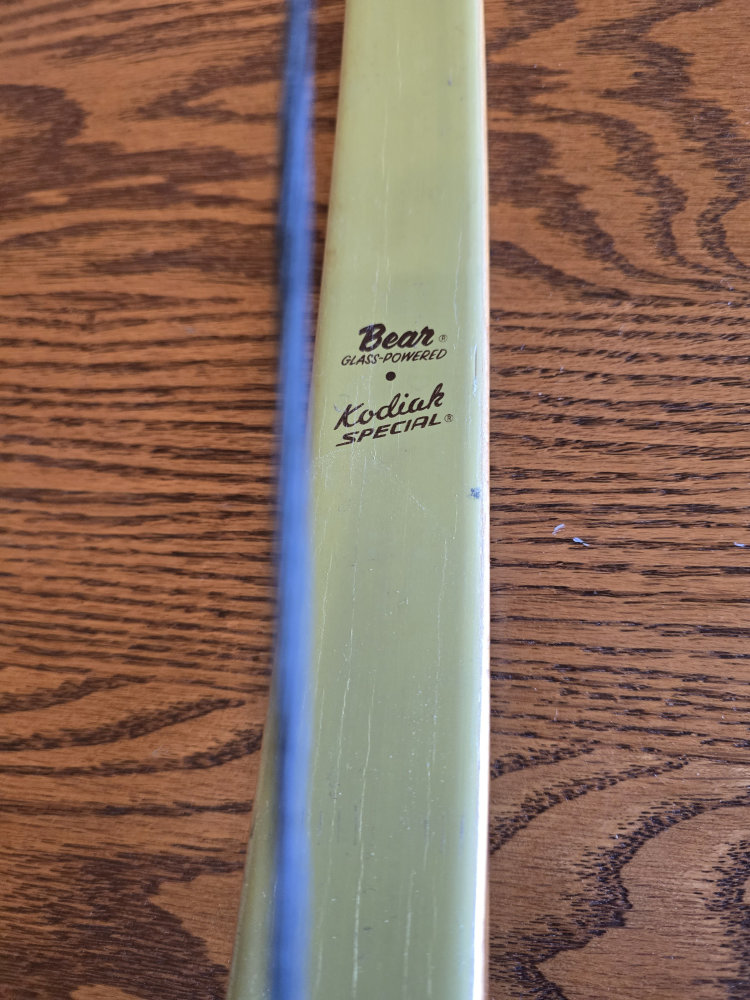 Bear®
GLASS-POWERED
•
Kodiak
SPECIAL®